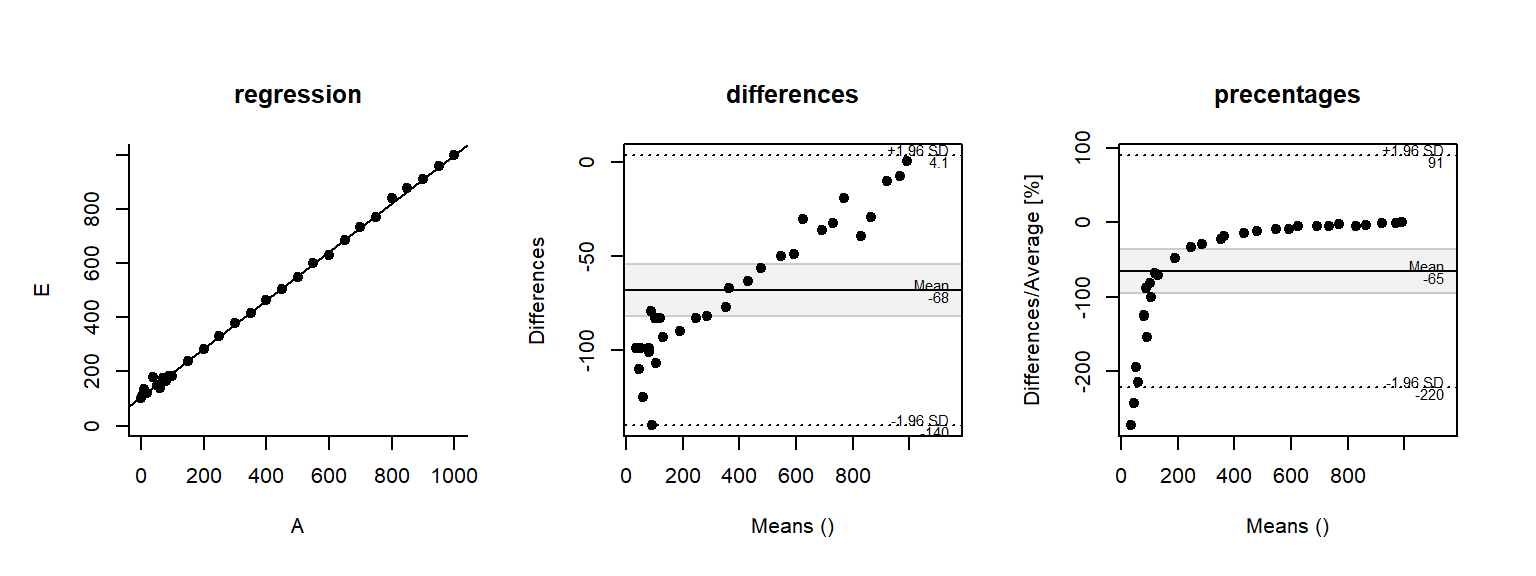 regression
E
0
200
400
600
800
0 200 400 600 800 1000
A
differences
Differences
0
-50
-100
+1.96 SD
4.1
Mean
-68
-1.96 SD
-140
0 200 400 600 800
Means ()
precentages
Differences/Average [%]
100
0
-100
-200
+1.96 SD
91
Mean
-65
-1.96 SD
-220
0 200 400 600 800
Means ()